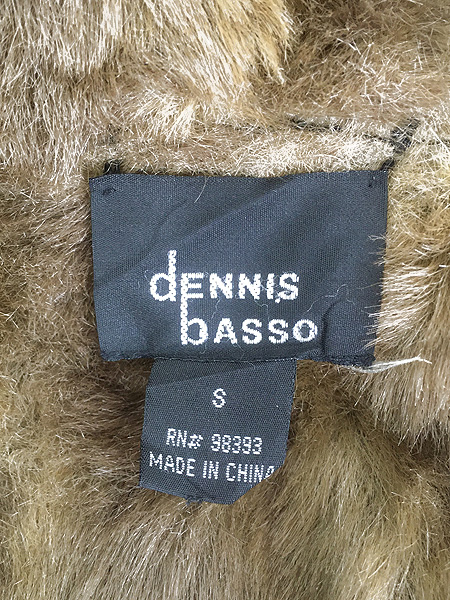 dENNIS
bASSO
S
RN# 98393
MADE IN CHINA